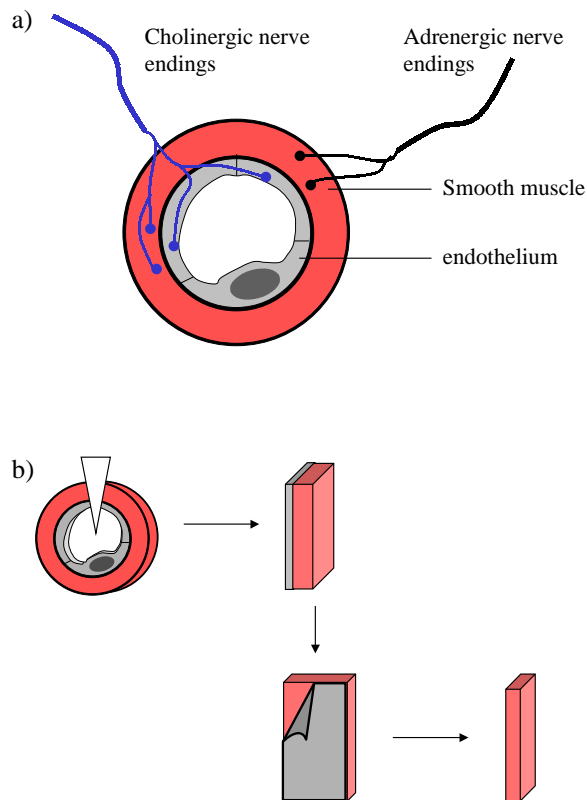 a)
Cholinergic nerve
endings
Adrenergic nerve
endings
Smooth muscle
endothelium
b)